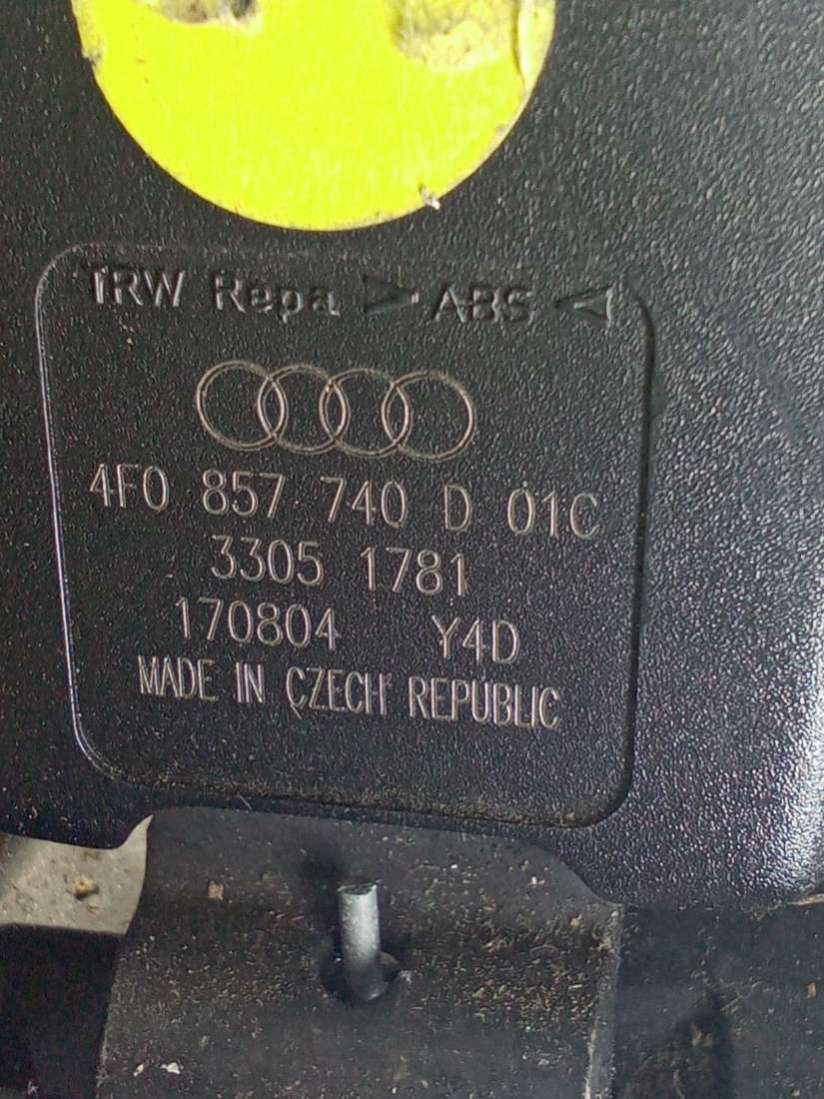 TRW Repa >ABS<
4F0 857 740 D 01C
3305 1781
170804 Y4D
MADE IN CZECH REPUBLIC